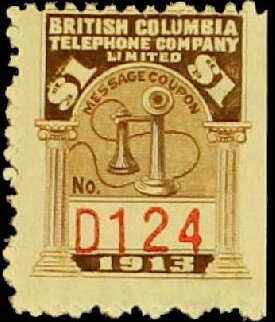 BRITISH COLUMBIA
TELEPHONE COMPANY
LIMITED
$1 $1
MESSAGE COUPON
No.
D124
1913